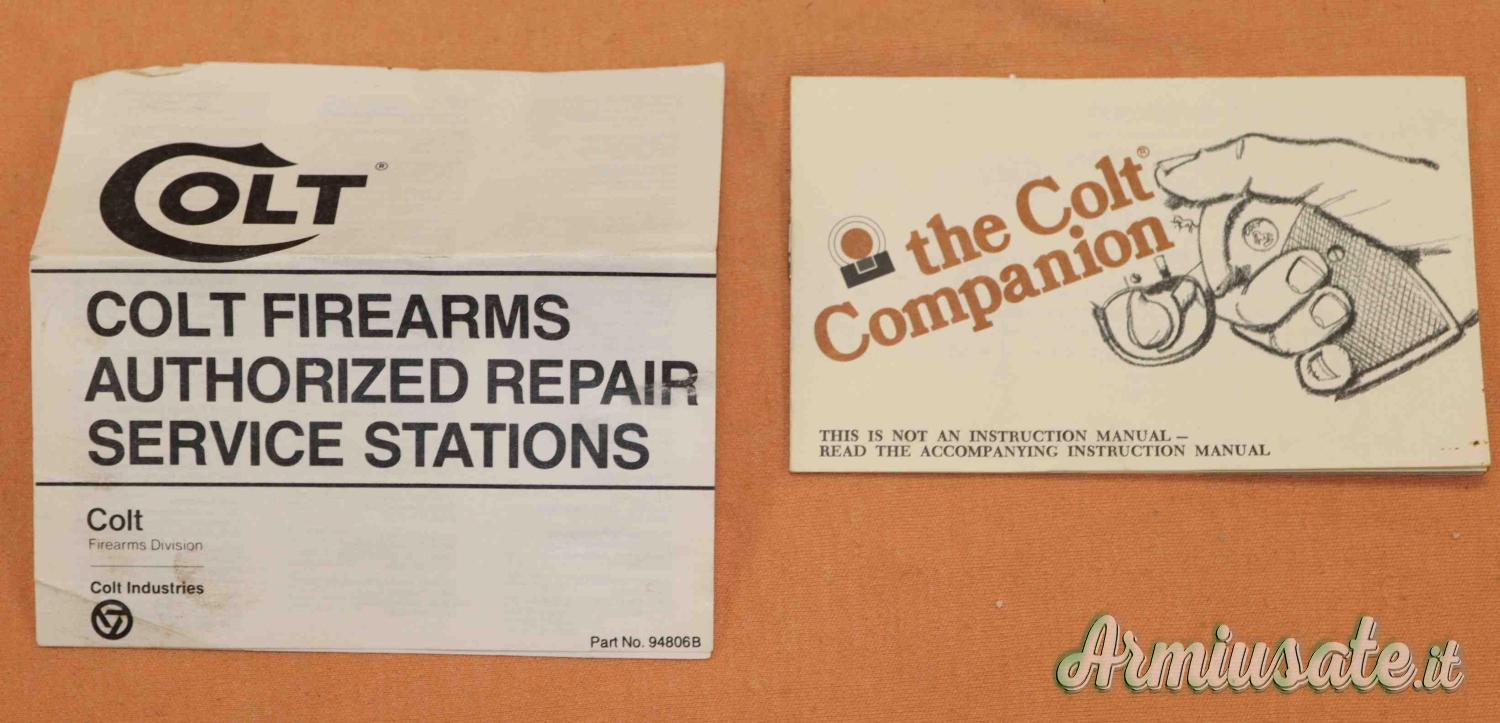 COLT®
COLT FIREARMS
AUTHORIZED REPAIR
SERVICE STATIONS
Colt
Firearms Division
Colt Industries
Part No. 94806B
the Colt®
Companion
THIS IS NOT AN INSTRUCTION MANUAL –
READ THE ACCOMPANYING INSTRUCTION MANUAL
Armiusate.it